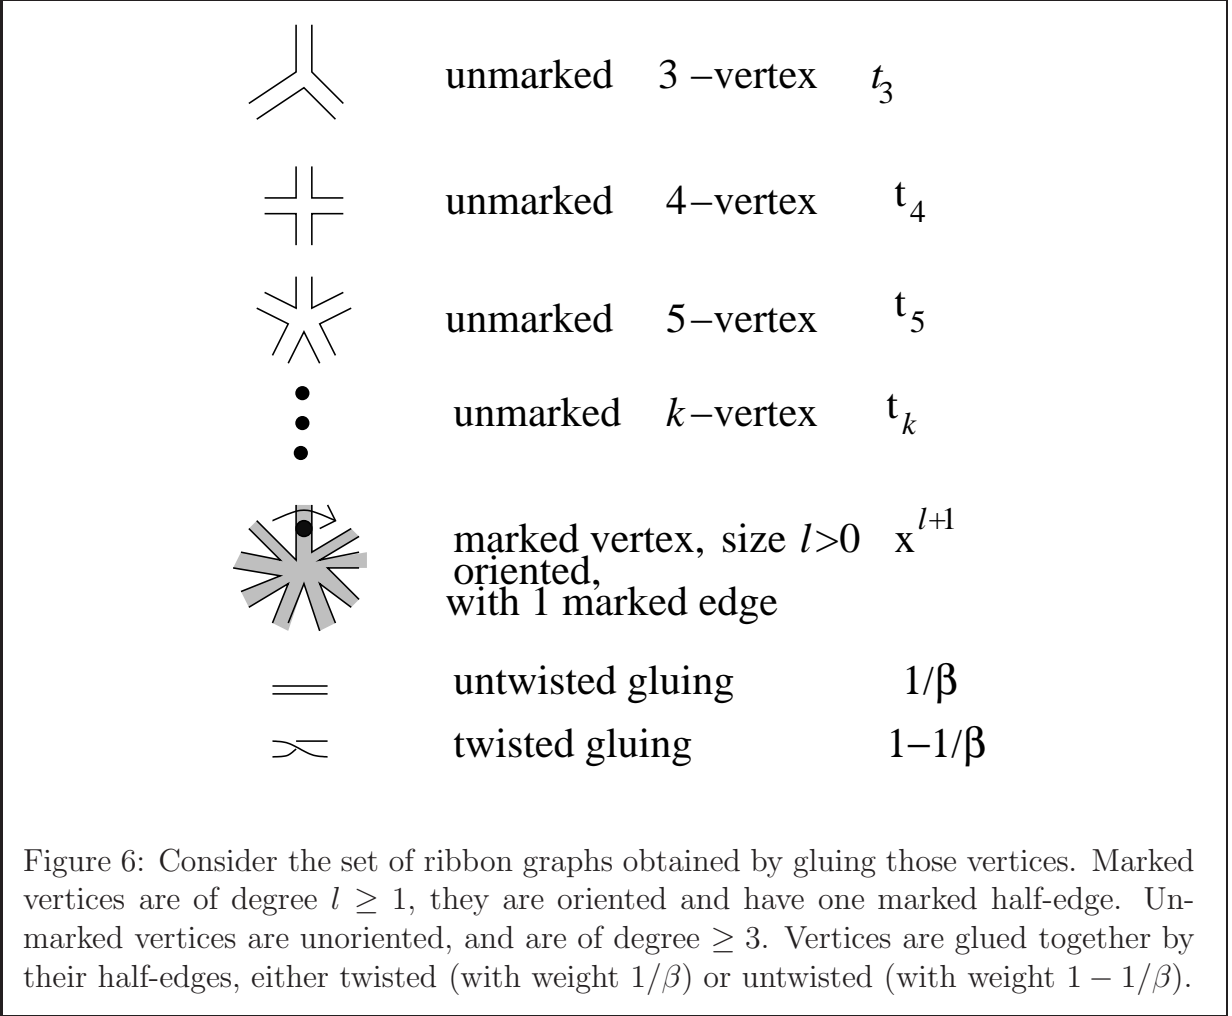 unmarked 3 –vertex t3
unmarked 4–vertex t4
unmarked 5–vertex t5
unmarked k–vertex tk
marked vertex, size l>0 x^{l+1}
oriented,
with 1 marked edge
untwisted gluing 1/β
twisted gluing 1−1/β
Figure 6: Consider the set of ribbon graphs obtained by gluing those vertices. Marked
vertices are of degree l ≥ 1, they are oriented and have one marked half-edge. Un-
marked vertices are unoriented, and are of degree ≥ 3. Vertices are glued together by
their half-edges, either twisted (with weight 1/β) or untwisted (with weight 1 − 1/β).